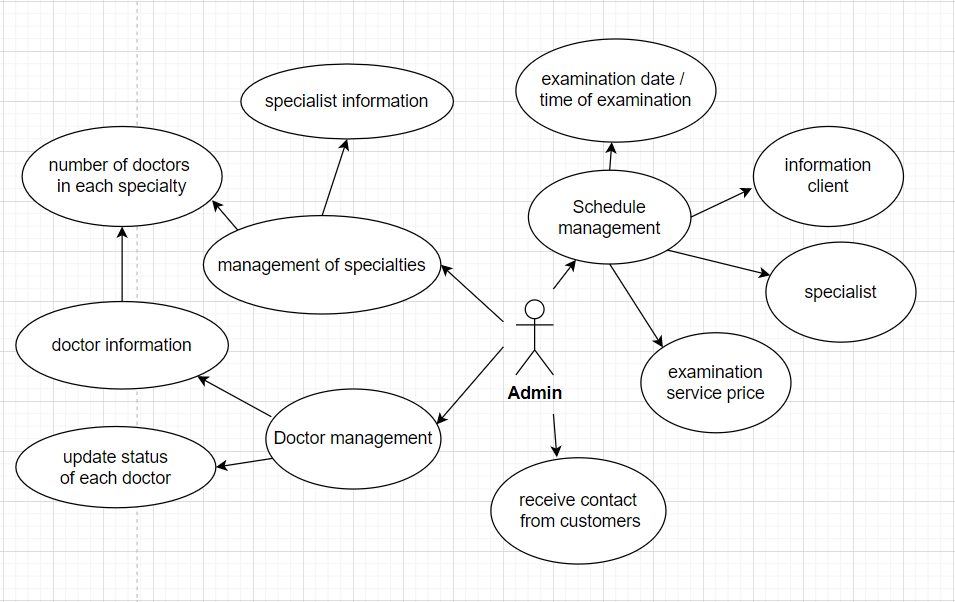 examination date /
time of examination
specialist information
number of doctors
in each specialty
information
client
Schedule
management
management of specialties
specialist
doctor information
examination
service price
Admin
Doctor management
update status
of each doctor
receive contact
from customers